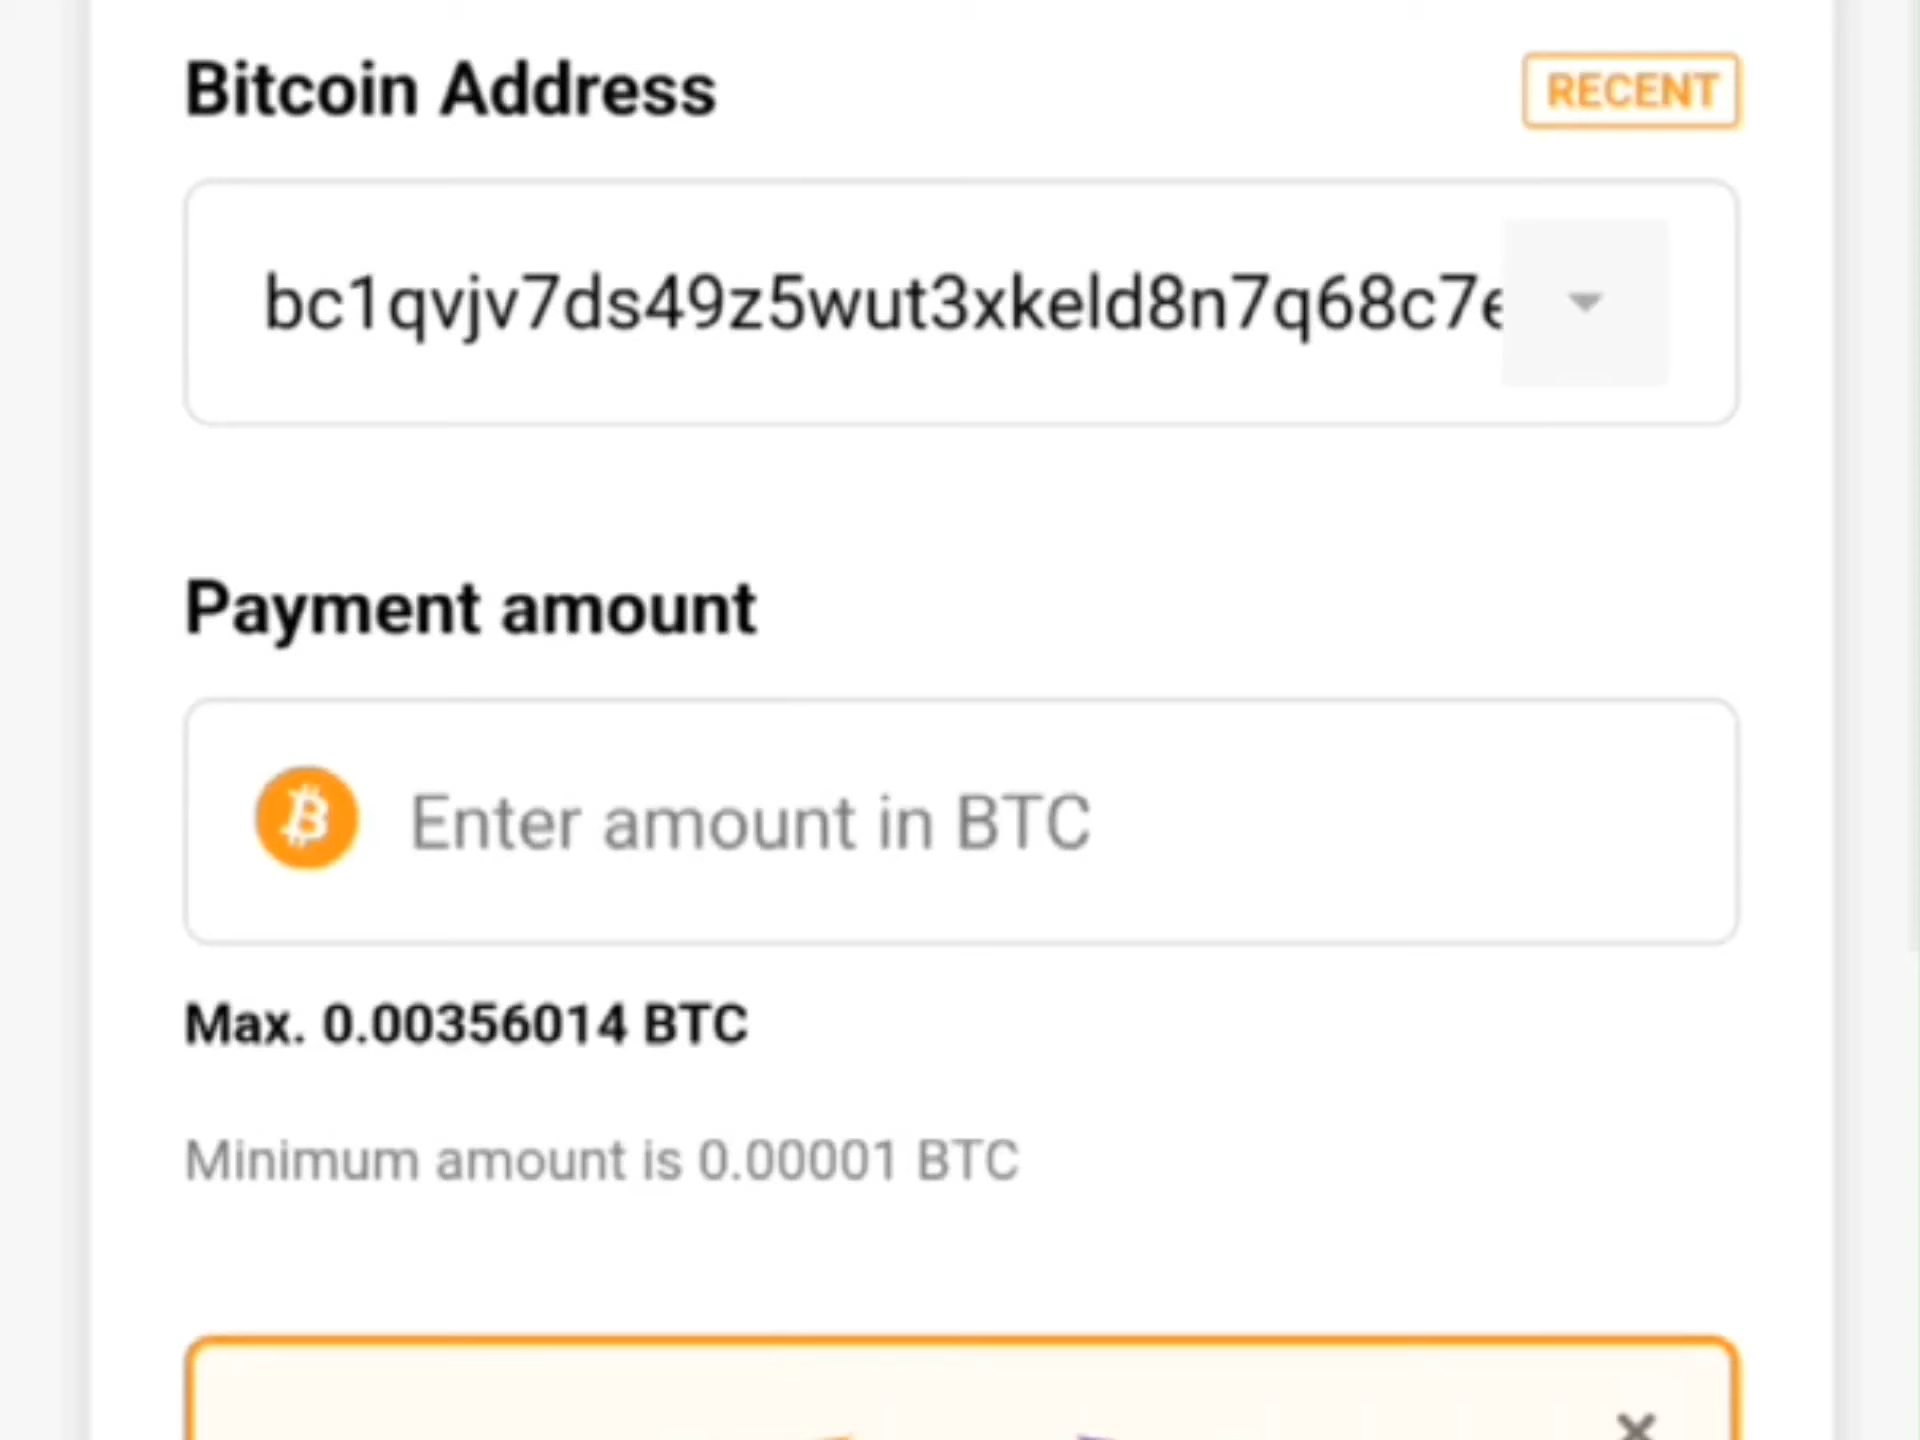 Bitcoin Address
RECENT
bc1qvjv7ds49z5wut3xkeld8n7q68c7e
Payment amount
Enter amount in BTC
Max. 0.00356014 BTC
Minimum amount is 0.00001 BTC